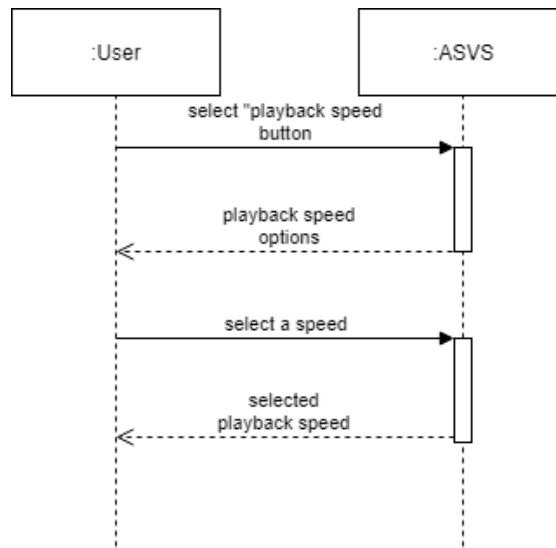 :User
:ASVS
select "playback speed
button
playback speed
options
select a speed
selected
playback speed